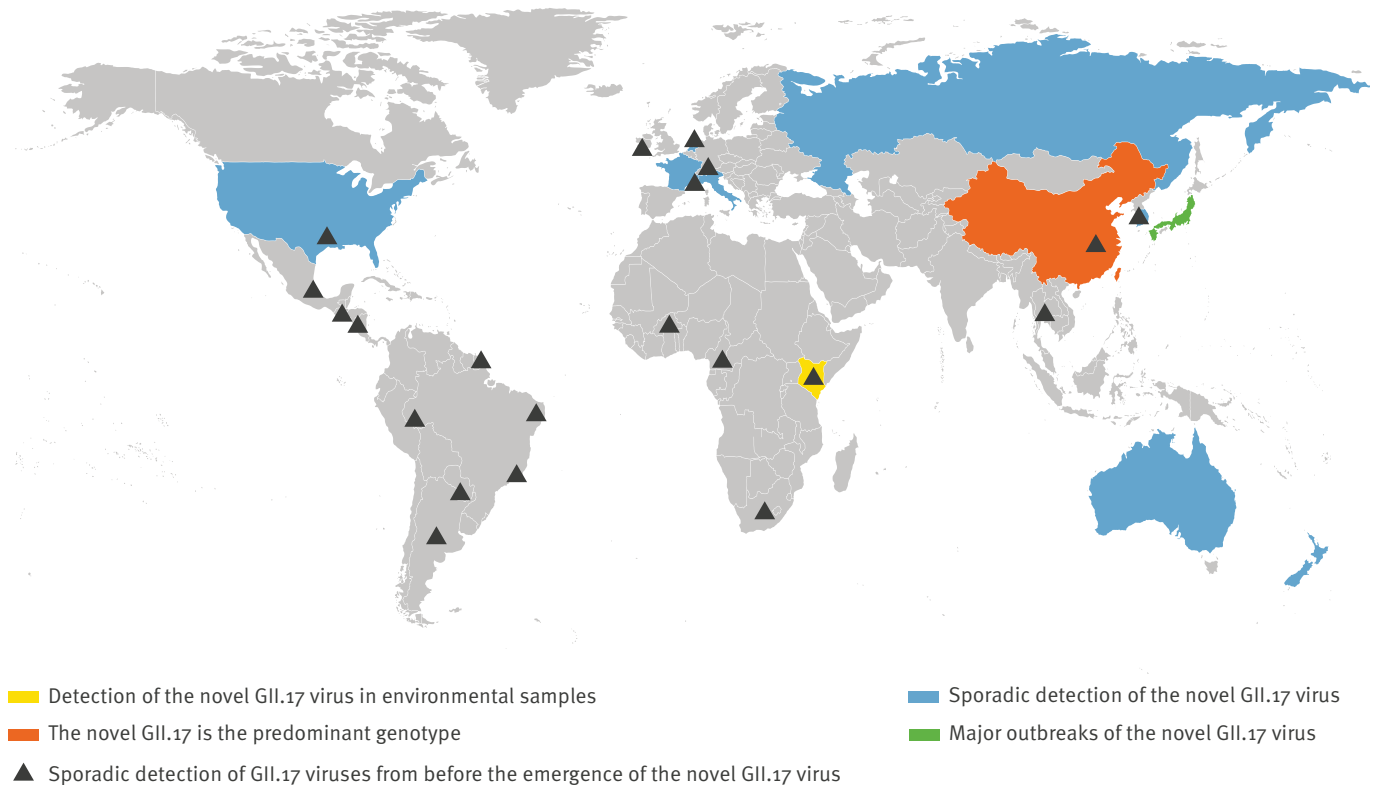 Detection of the novel GII.17 virus in environmental samples
The novel GII.17 is the predominant genotype
Sporadic detection of GII.17 viruses from before the emergence of the novel GII.17 virus
Sporadic detection of the novel GII.17 virus
Major outbreaks of the novel GII.17 virus